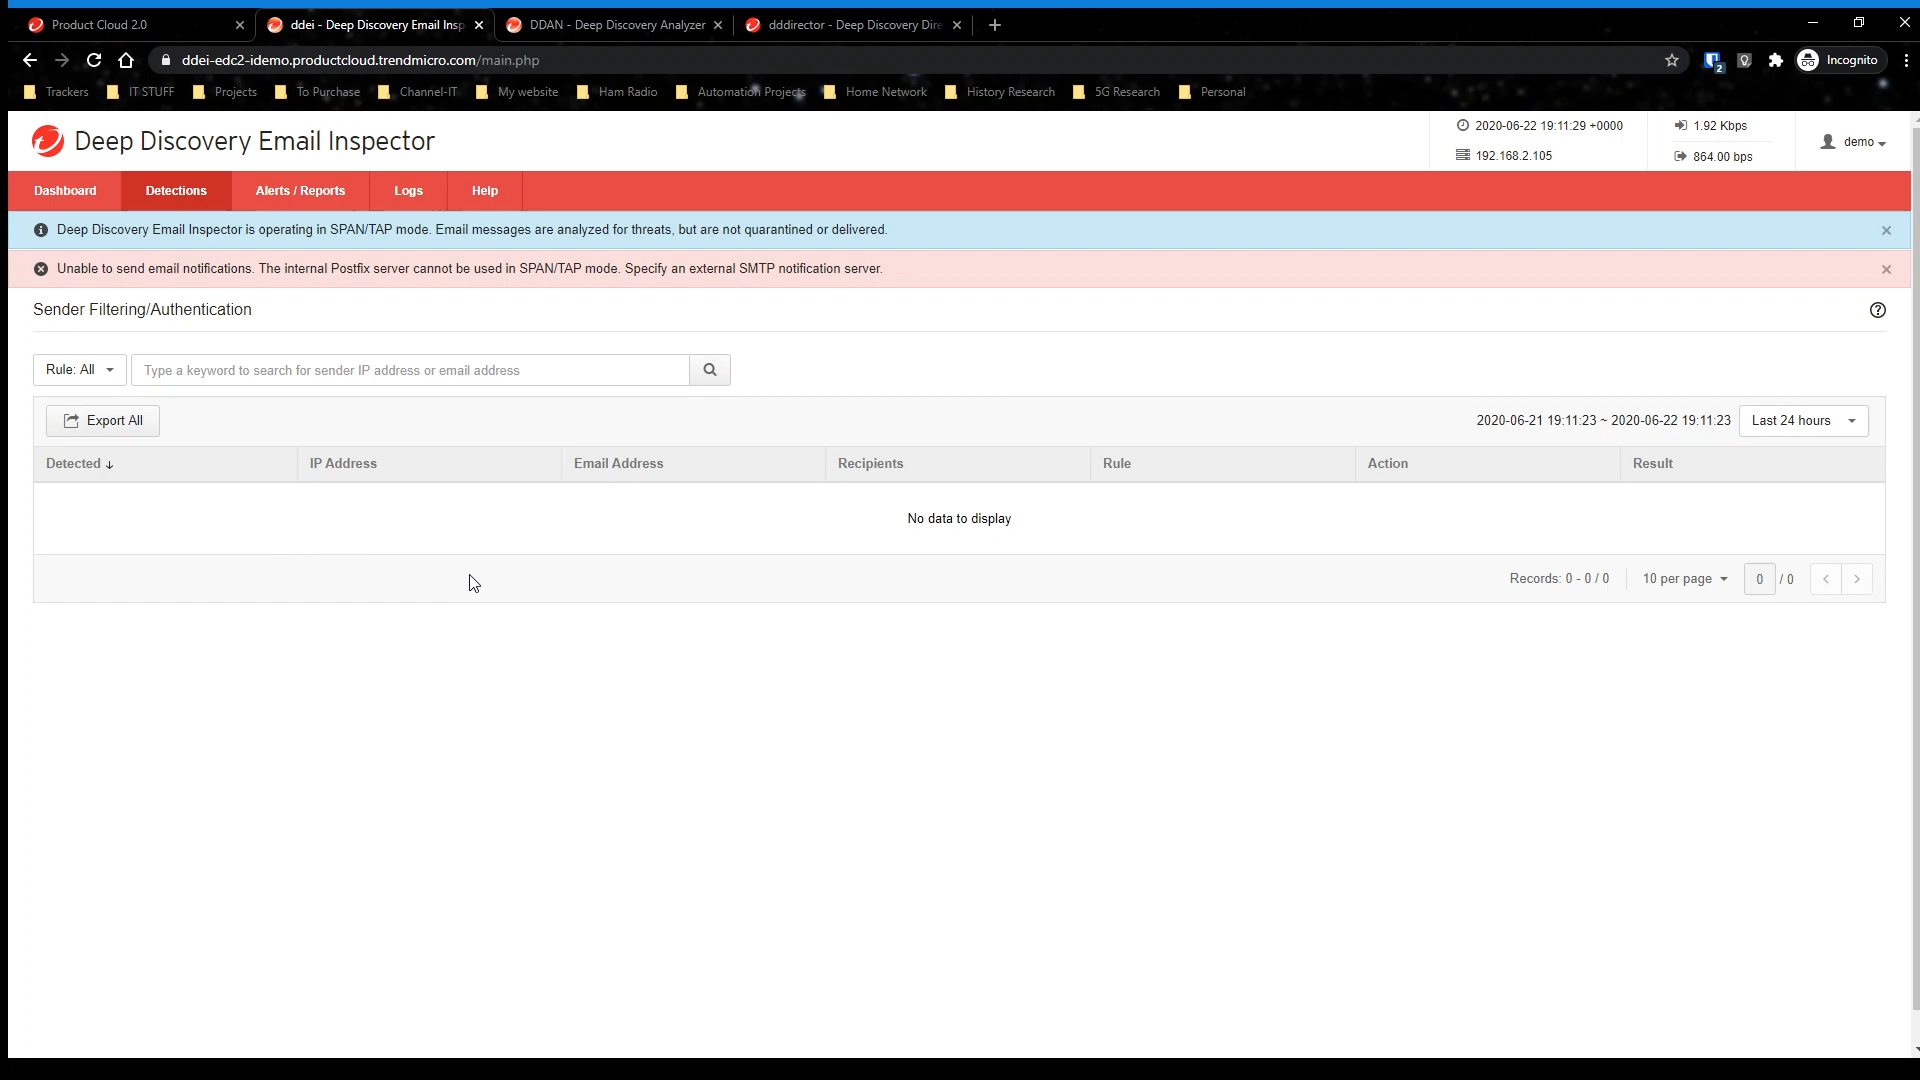 Product Cloud 2.0
ddei - Deep Discovery Email Insp
DDAN - Deep Discovery Analyzer
dddirector - Deep Discovery Dire
ddei-edc2-idemo.productcloud.trendmicro.com/main.php
2
Incognito
Trackers
IT STUFF
Projects
To Purchase
Channel-IT
My website
Ham Radio
Automation Projects
Home Network
History Research
5G Research
Personal
Deep Discovery Email Inspector
2020-06-22 19:11:29 +0000
192.168.2.105
1.92 Kbps
864.00 bps
demo
Dashboard
Detections
Alerts / Reports
Logs
Help
Deep Discovery Email Inspector is operating in SPAN/TAP mode. Email messages are analyzed for threats, but are not quarantined or delivered.
Unable to send email notifications. The internal Postfix server cannot be used in SPAN/TAP mode. Specify an external SMTP notification server.
Sender Filtering/Authentication
Rule: All
Type a keyword to search for sender IP address or email address
Export All
2020-06-21 19:11:23 ~ 2020-06-22 19:11:23
Last 24 hours
Detected
IP Address
Email Address
Recipients
Rule
Action
Result
No data to display
Records: 0 - 0 / 0
10 per page
0
/ 0